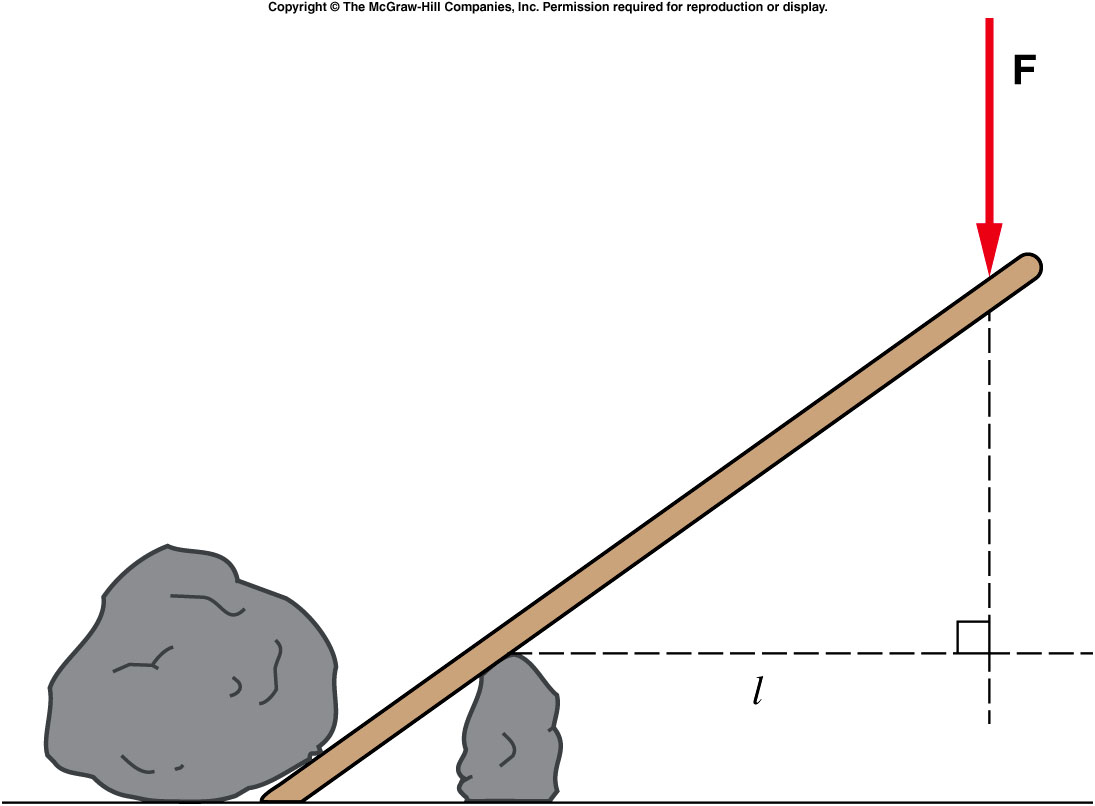 Copyright © The McGraw-Hill Companies, Inc. Permission required for reproduction or display.
F
l